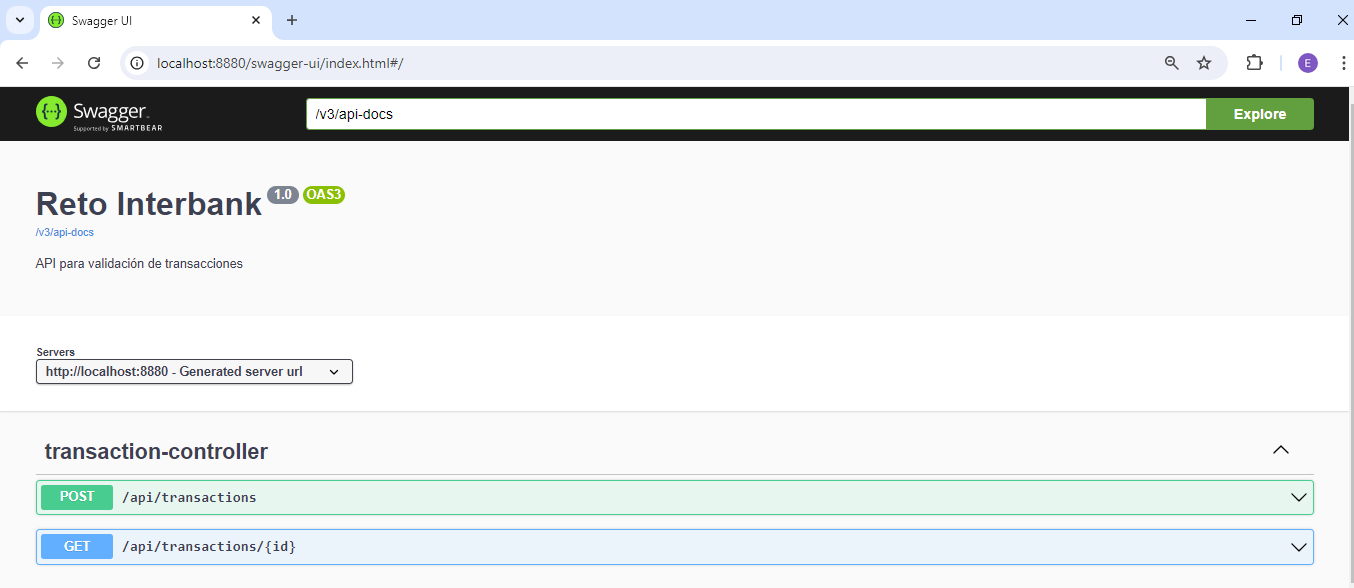 Swagger UI
localhost:8880/swagger-ui/index.html#/
E
{···} Swagger.
Supported by SMARTBEAR
/v3/api-docs
Explore
Reto Interbank 1.0 OAS3
/v3/api-docs
API para validación de transacciones
Servers
http://localhost:8880 - Generated server url
transaction-controller
POST /api/transactions
GET /api/transactions/{id}